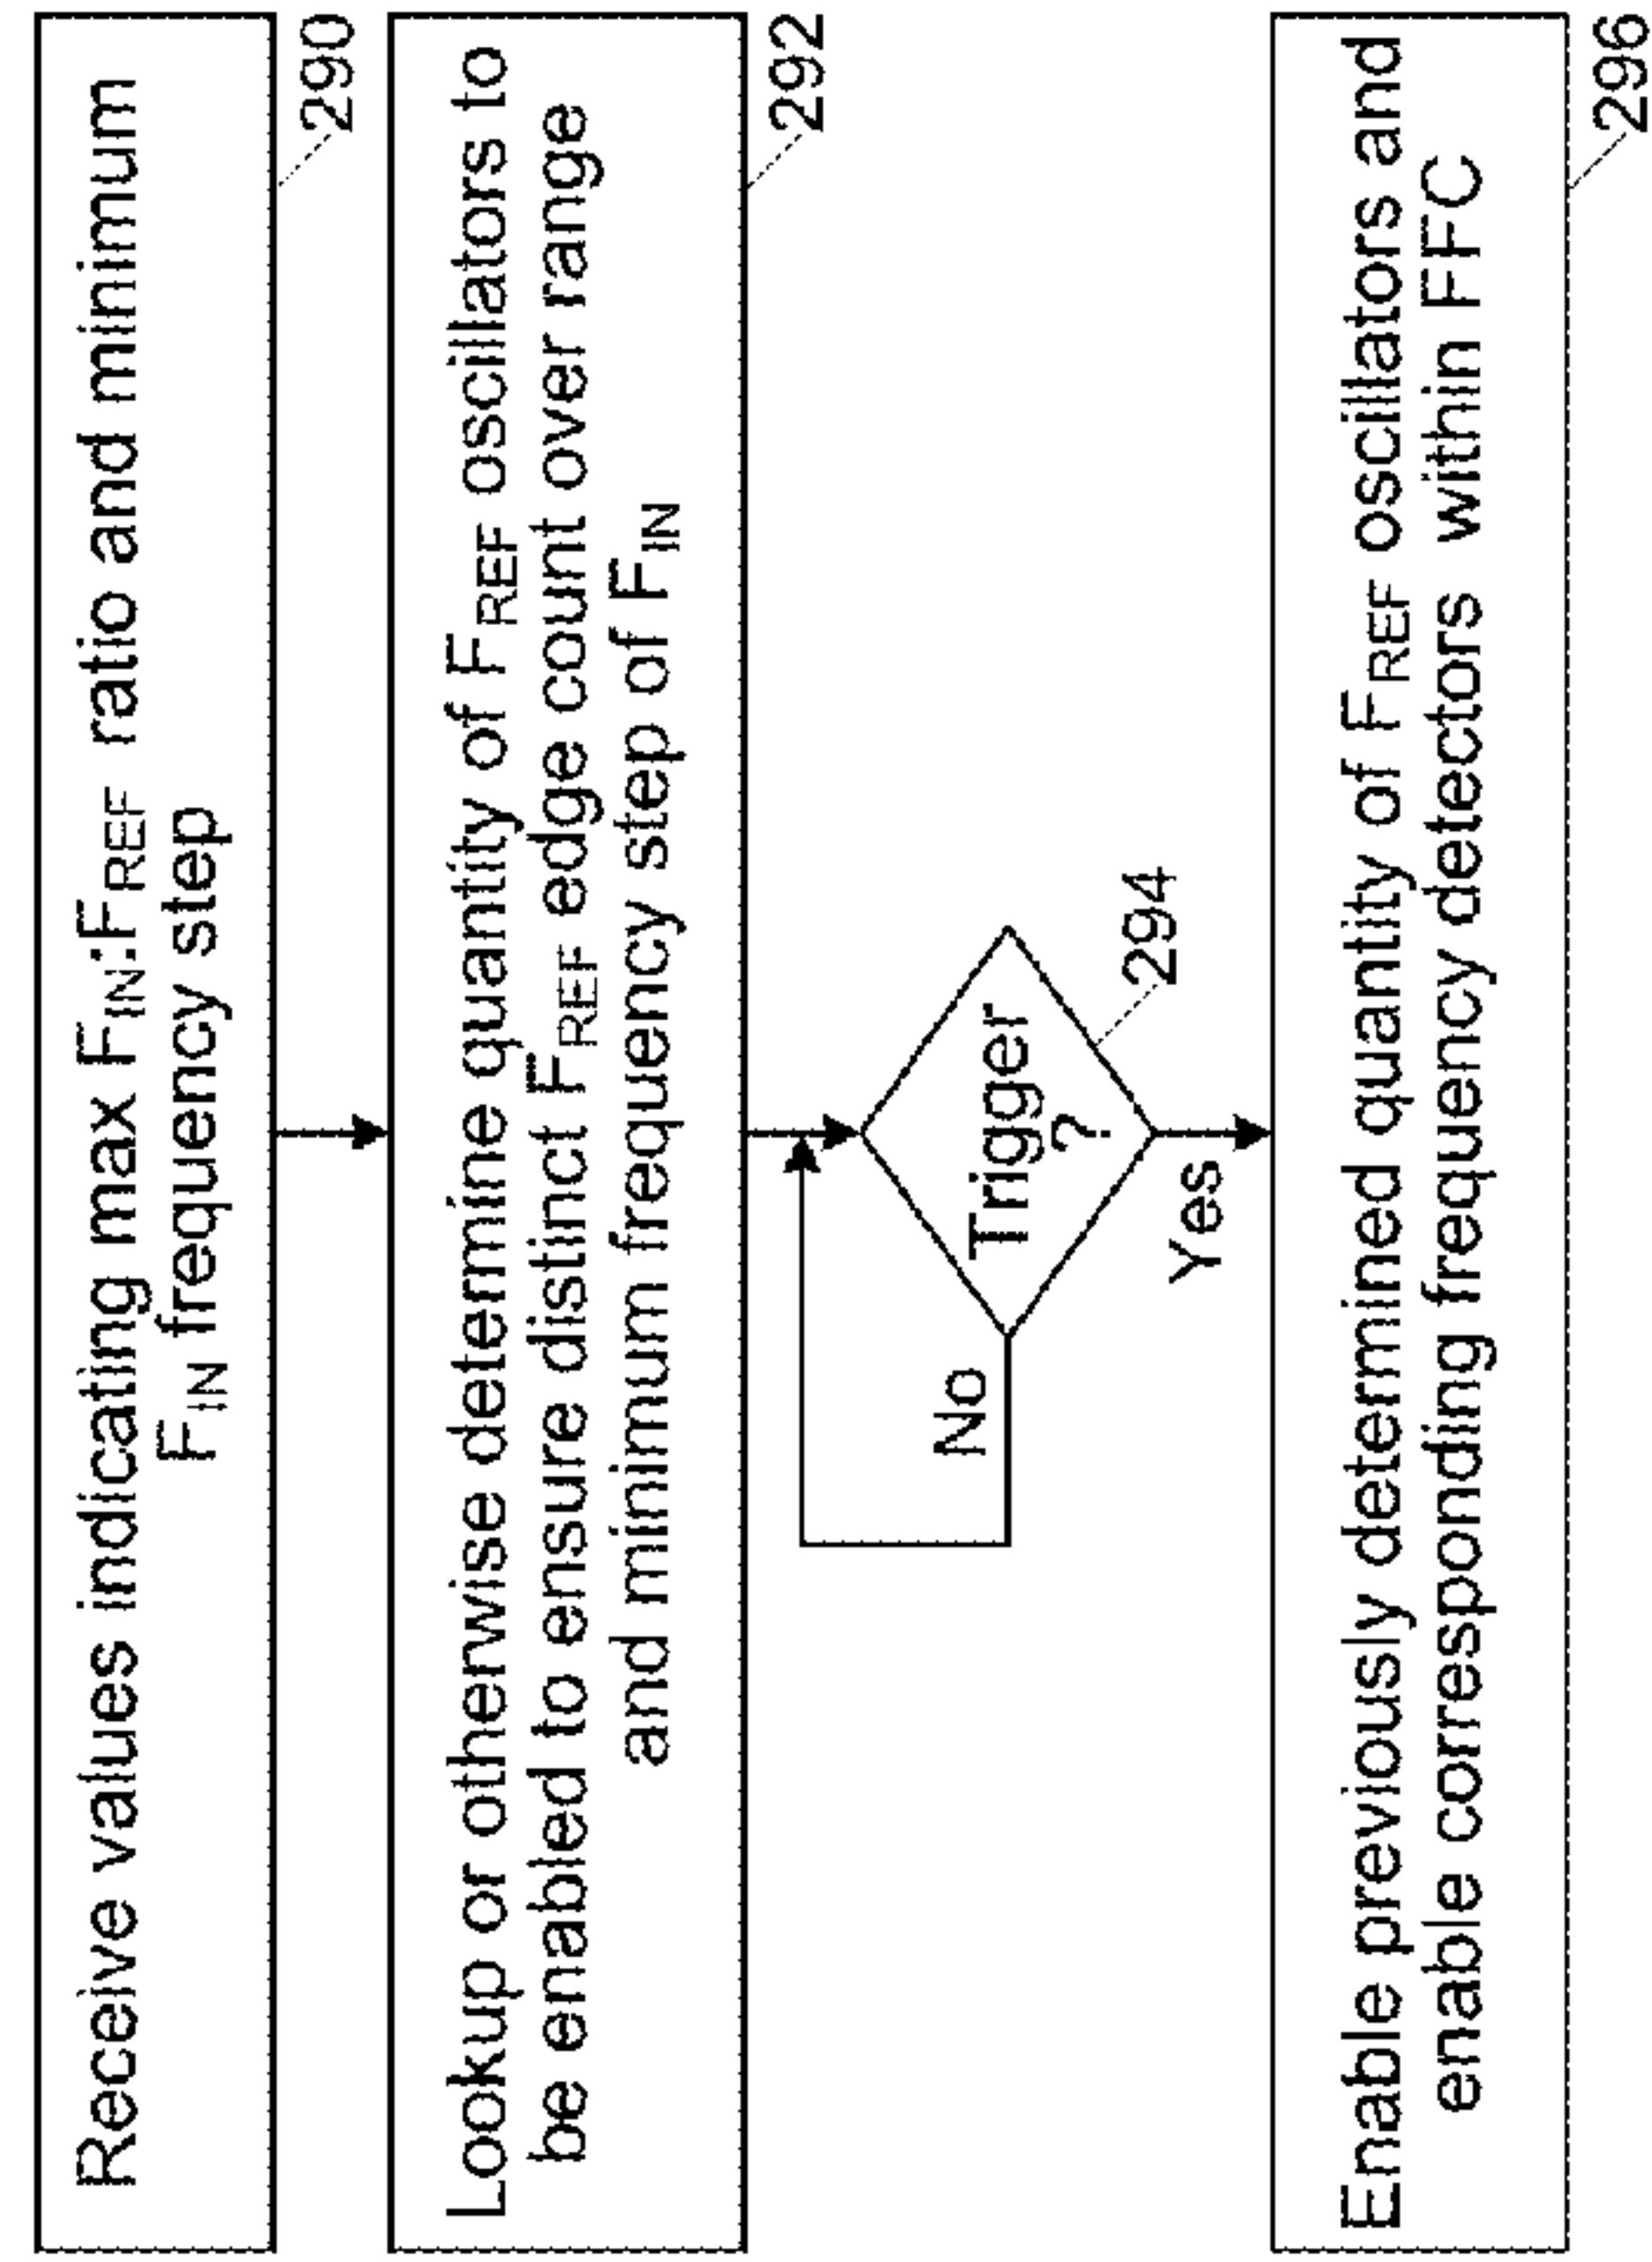 Receive values indicating max FIN:FREF ratio and minimum
FIN frequency step
290
Lookup or otherwise determine quantity of FREF oscillators to
be enabled to ensure distinct FREF edge count over range
and minimum frequency step of FIN
292
Trigger
?
294
No
Yes
Enable previously determined quantity of FREF oscillators and
enable corresponding frequency detectors within FFC
296